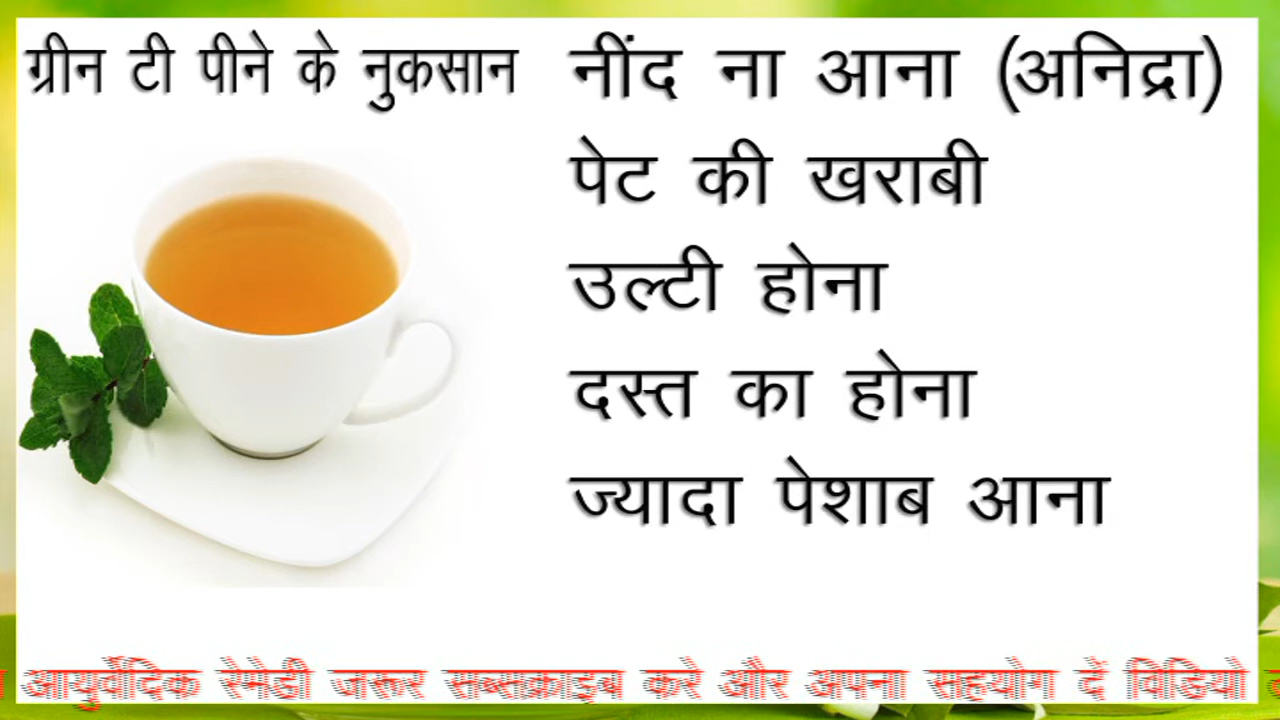 ग्रीन टी पीने के नुकसान
नींद ना आना (अनिद्रा)
पेट की खराबी
उल्टी होना
दस्त का होना
ज्यादा पेशाब आना
आयुर्वेदिक रेमेडी जरूर सब्सक्राइब करे और अपना सहयोग दें विडियो